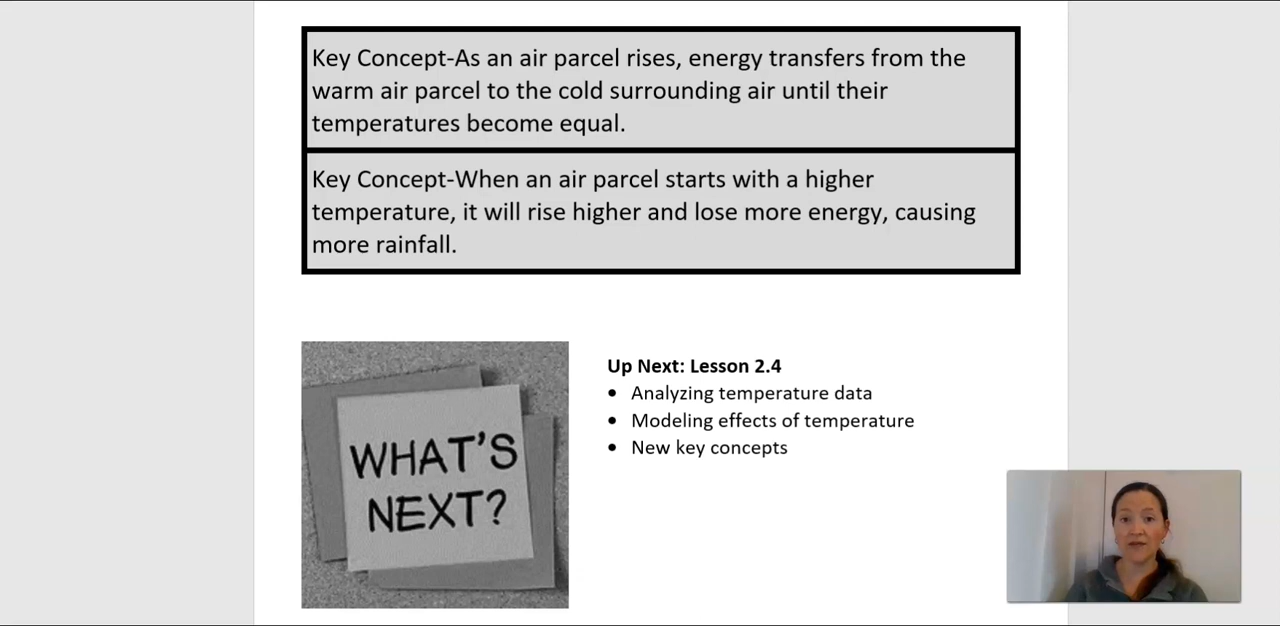 Key Concept-As an air parcel rises, energy transfers from the
warm air parcel to the cold surrounding air until their
temperatures become equal.
Key Concept-When an air parcel starts with a higher
temperature, it will rise higher and lose more energy, causing
more rainfall.
WHAT'S
NEXT?
Up Next: Lesson 2.4
• Analyzing temperature data
• Modeling effects of temperature
• New key concepts